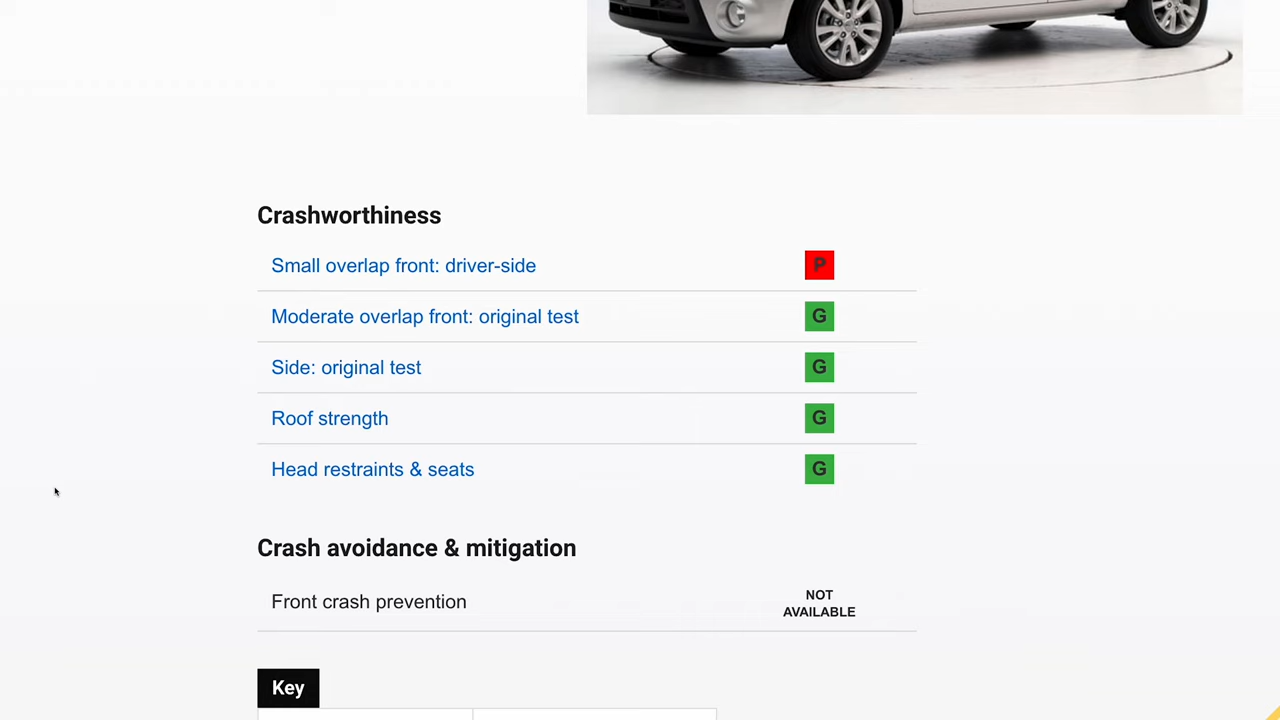 Crashworthiness
Small overlap front: driver-side P
Moderate overlap front: original test G
Side: original test G
Roof strength G
Head restraints & seats G
Crash avoidance & mitigation
Front crash prevention NOT AVAILABLE
Key